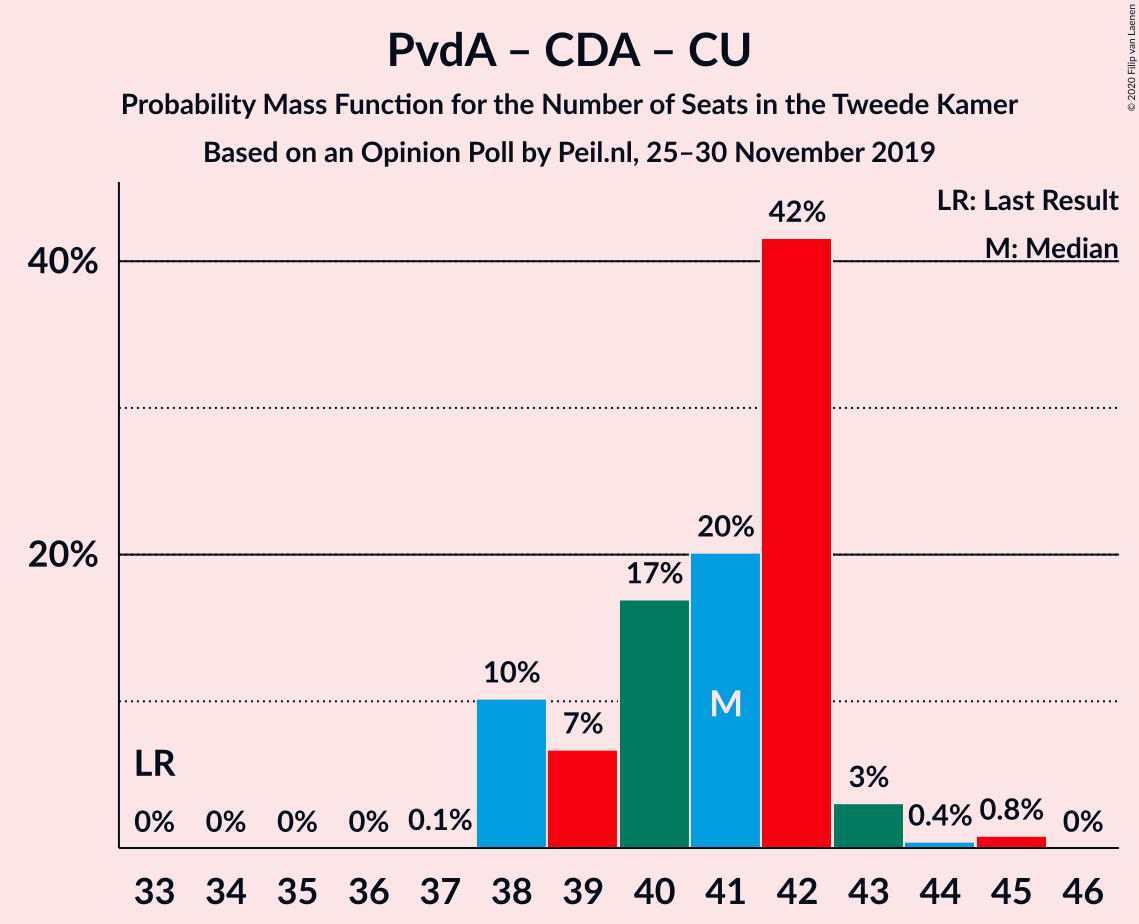 PvdA – CDA – CU
Probability Mass Function for the Number of Seats in the Tweede Kamer
Based on an Opinion Poll by Peil.nl, 25–30 November 2019
© 2020 Filip van Laenen
LR: Last Result
M: Median
42%
40%
20%
20%
17%
10%
M
7%
LR
3%
0% 0% 0% 0% 0.1% 0.4% 0.8% 0%
33 34 35 36 37 38 39 40 41 42 43 44 45 46